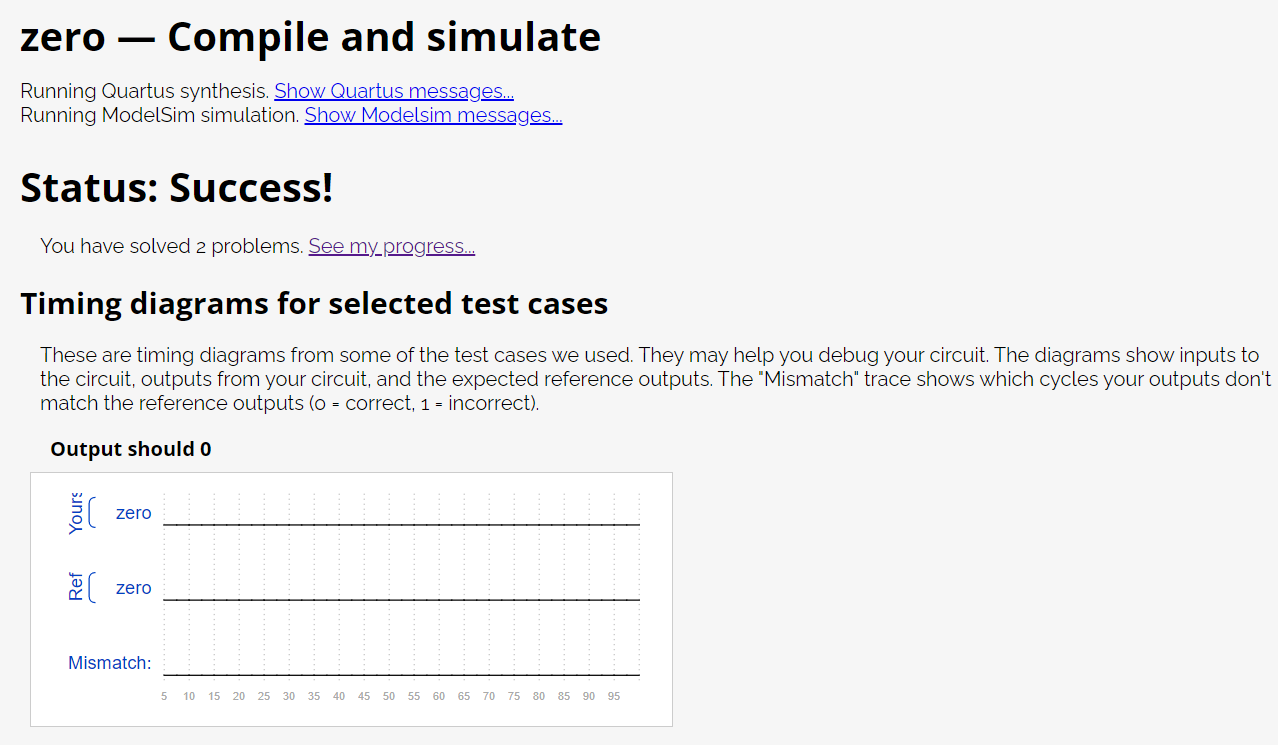 zero — Compile and simulate
Running Quartus synthesis. Show Quartus messages...
Running ModelSim simulation. Show Modelsim messages...
Status: Success!
You have solved 2 problems. See my progress...
Timing diagrams for selected test cases
These are timing diagrams from some of the test cases we used. They may help you debug your circuit. The diagrams show inputs to
the circuit, outputs from your circuit, and the expected reference outputs. The "Mismatch" trace shows which cycles your outputs don't
match the reference outputs (0 = correct, 1 = incorrect).
Output should 0
Yours zero
Ref zero
Mismatch:
5 10 15 20 25 30 35 40 45 50 55 60 65 70 75 80 85 90 95